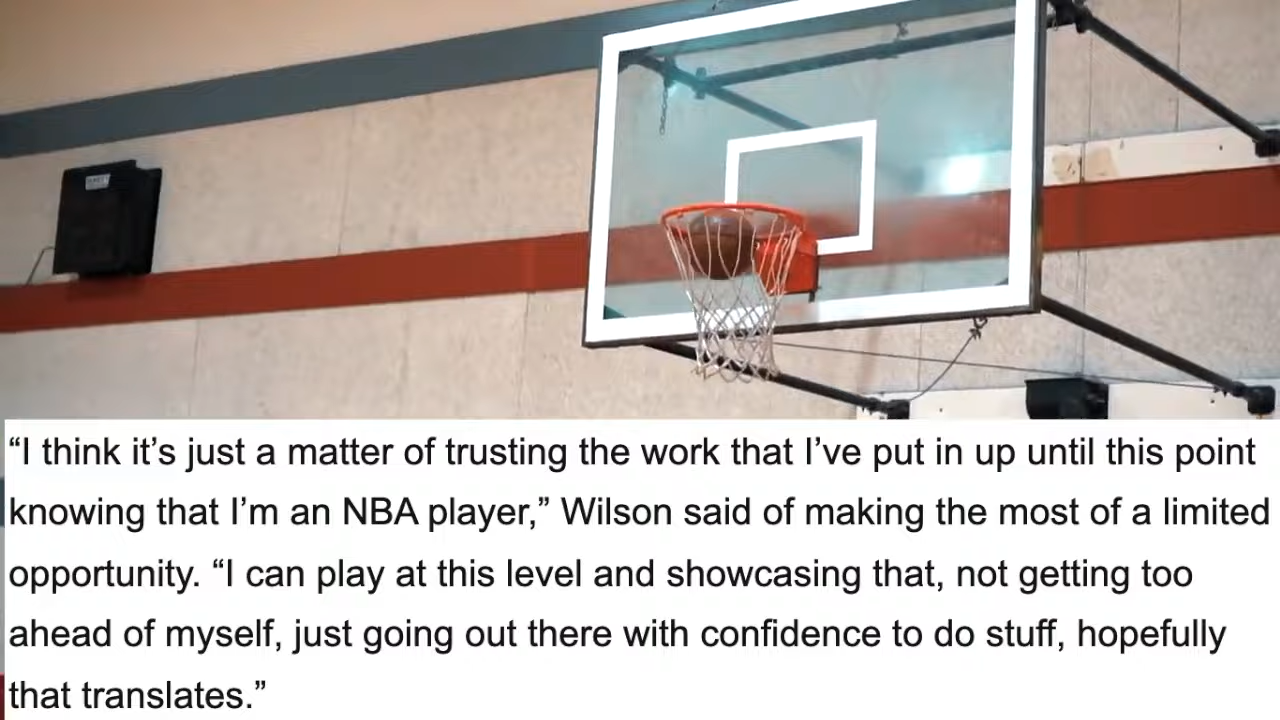 “I think it’s just a matter of trusting the work that I’ve put in up until this point
knowing that I’m an NBA player,” Wilson said of making the most of a limited
opportunity. “I can play at this level and showcasing that, not getting too
ahead of myself, just going out there with confidence to do stuff, hopefully
that translates.”